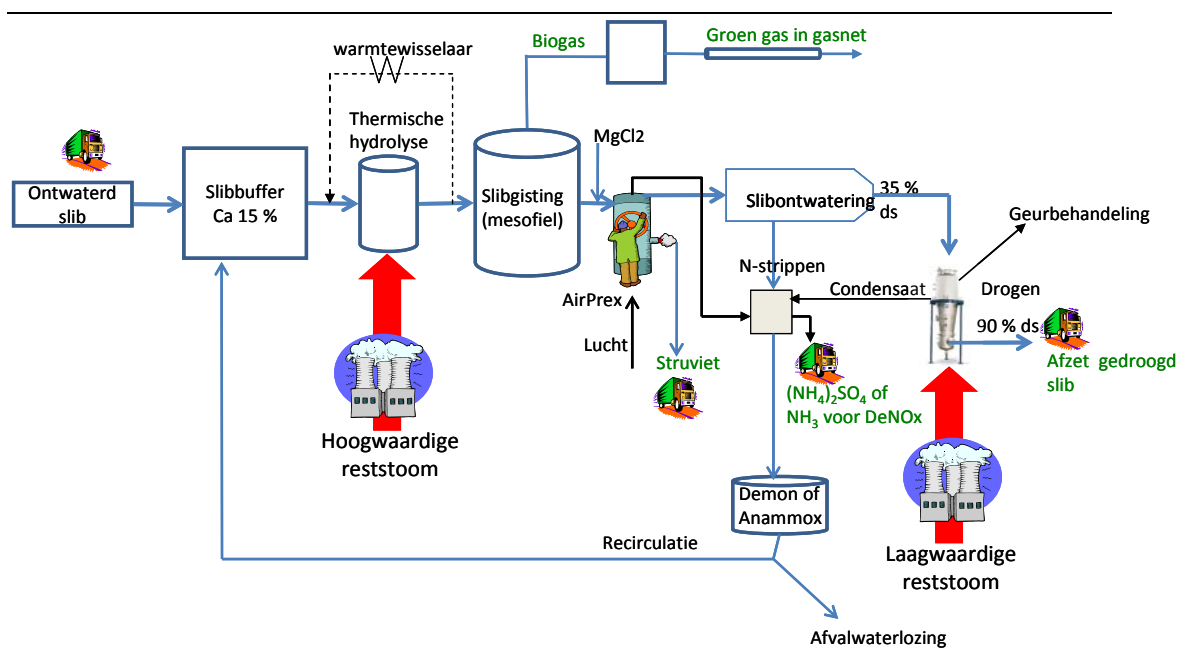 Biogas
Groen gas in gasnet
warmtewisselaar
Thermische
hydrolyse
MgCl2
Ontwaterd
slib
Slibbuffer
Ca 15 %
Slibgisting
(mesofiel)
Slibontwatering
35 %
ds
Geurbehandeling
N-strippen
Condensaat
Drogen
AirPrex
Lucht
90 % ds
Struviet
Afzet gedroogd
slib
(NH₄)₂SO₄ of
NH₃ voor DeNOx
Hoogwaardige
reststoom
Demon of
Anammox
Recirculatie
Laagwaardige
reststoom
Afvalwaterlozing